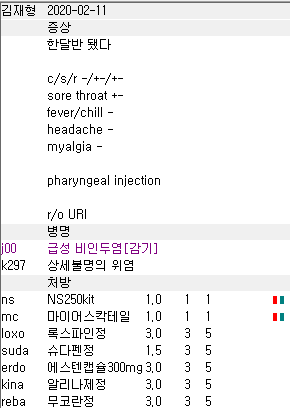 김재형 2020-02-11
증상
한달반 됐다
c/s/r -/+-/+-
sore throat +-
fever/chill -
headache -
myalgia -
pharyngeal injection
r/o URI
병명
j00 급성 비인두염[감기]
k297 상세불명의 위염
처방
ns NS250kit 1.0 1 1
mc 마이어스칵테일 1.0 1 1
loxo 록스파인정 3.0 3 5
suda 슈다펜정 1.5 3 5
erdo 에스텐캡슐300mg 3.0 3 5
kina 알리나제정 3.0 3 5
reba 무코란정 3.0 3 5